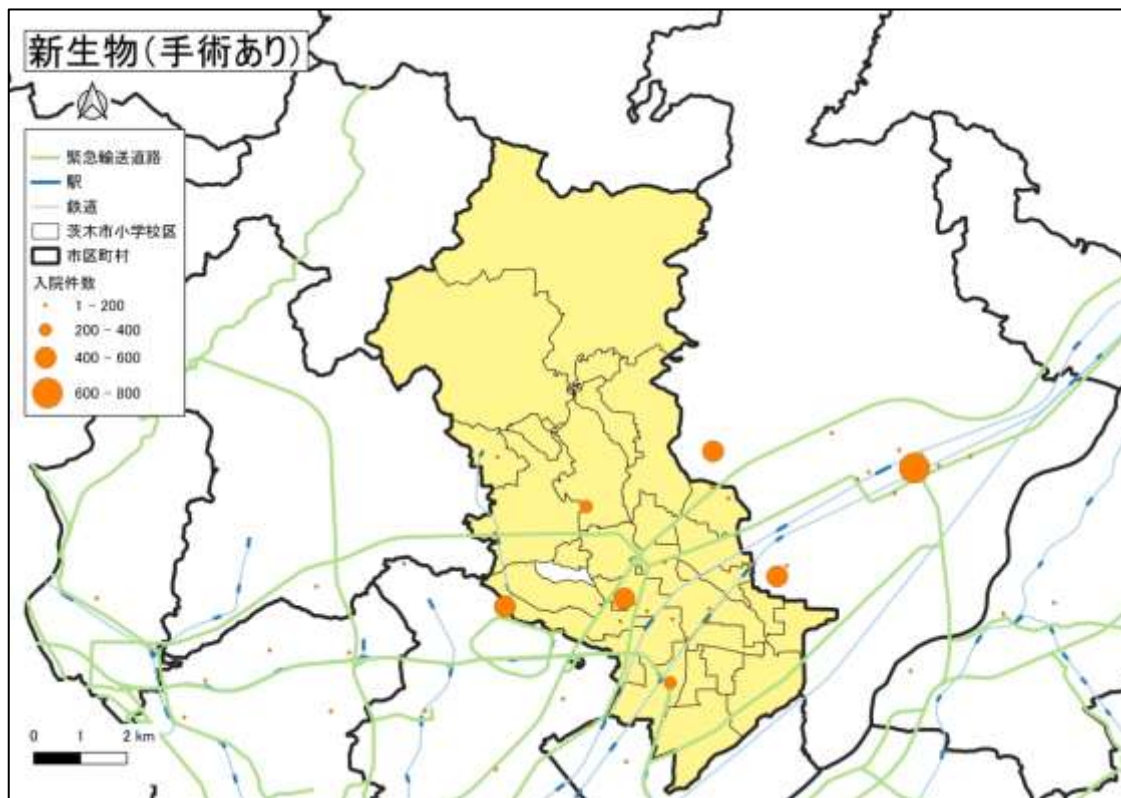 新生物(手術あり)
緊急輸送道路
駅
鉄道
茨木市小学校区
市区町村
入院件数
1 - 200
200 - 400
400 - 600
600 - 800
0 1 2 km